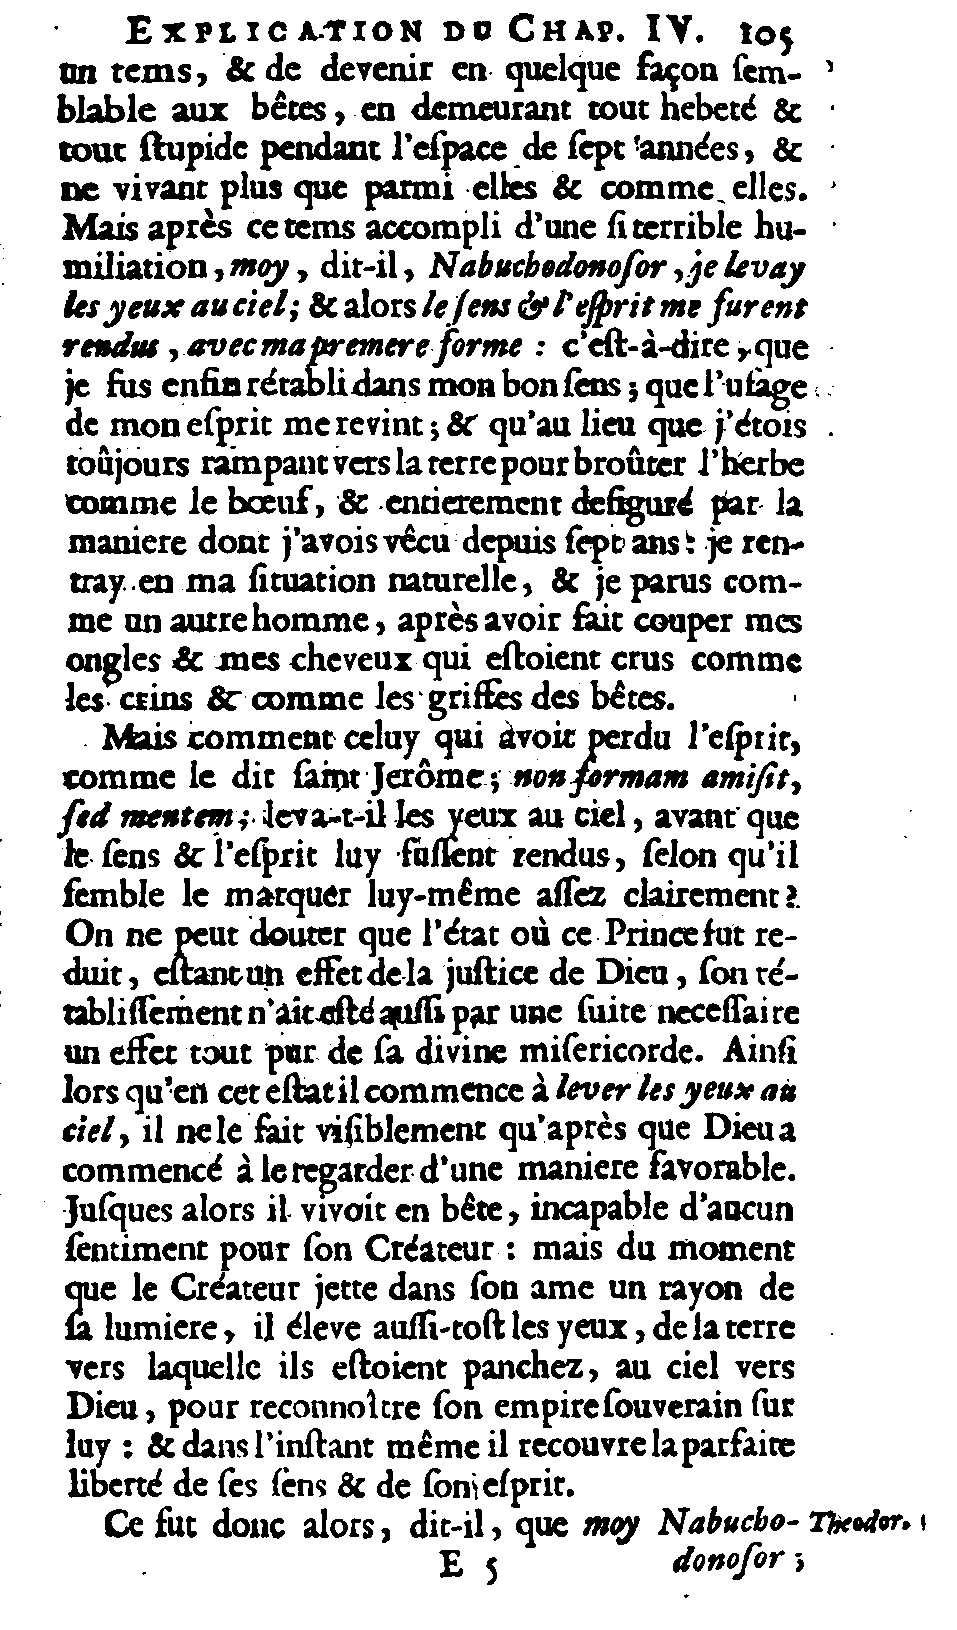 EXPLICATION DU CHAP. IV. 105
un tems, & de devenir en quelque façon ſem-
blable aux bêtes, en demeurant tout hebeté &
tout ſtupide pendant l'eſpace de ſept années, &
ne vivant plus que parmi elles & comme elles.
Mais après ce tems accompli d'une ſi terrible hu-
miliation, moy, dit-il, Nabuchodonoſor, je levay
les yeux au ciel; & alors le ſens & l'eſprit me furent
rendus, avec ma premere forme : c'eſt-à-dire, que
je fus enfin rétabli dans mon bon ſens; que l'uſage
de mon eſprit me revint; & qu'au lieu que j'étois
toûjours rampant vers la terre pour broûter l'herbe
comme le bœuf, & entierement defiguré par la
maniere dont j'avois vêcu depuis ſept ans: je ren-
tray en ma ſituation naturelle, & je parus com-
me un autre homme, après avoir fait couper mes
ongles & mes cheveux qui eſtoient crus comme
les crins & comme les griffes des bêtes.
Mais comment celuy qui avoit perdu l'eſprit,
comme le dit ſaint Jerôme; non formam amiſit,
ſed mentem; leva-t-il les yeux au ciel, avant que
le ſens & l'eſprit luy fuſſent rendus, ſelon qu'il
ſemble le marquer luy-même aſſez clairement?
On ne peut douter que l'état où ce Prince fut re-
duit, eſtant un effet de la juſtice de Dieu, ſon ré-
tabliſſement n'ait eſté auſſi par une ſuite neceſſaire
un effet tout pur de ſa divine miſericorde. Ainſi
lors qu'en cet eſtat il commence à lever les yeux au
ciel, il ne le fait viſiblement qu'après que Dieu a
commencé à le regarder d'une maniere favorable.
Juſques alors il vivoit en bête, incapable d'aucun
ſentiment pour ſon Créateur : mais du moment
que le Créateur jette dans ſon ame un rayon de
ſa lumiere, il éleve auſſi-toſt les yeux, de la terre
vers laquelle ils eſtoient panchez, au ciel vers
Dieu, pour reconnoître ſon empire ſouverain ſur
luy : & dans l'inſtant même il recouvre la parfaite
liberté de ſes ſens & de ſon eſprit.
Ce fut donc alors, dit-il, que moy Nabucho- Theodor.
E 5 donoſor;